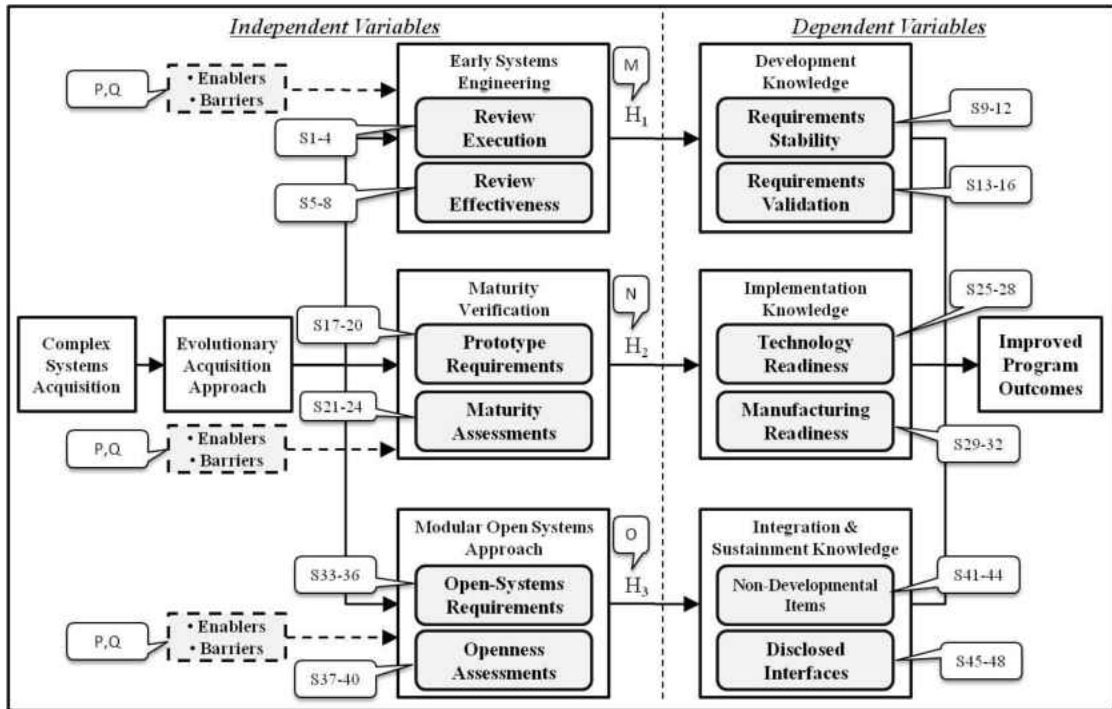 Independent Variables
Dependent Variables
P,Q
• Enablers
• Barriers
Early Systems
Engineering
Review
Execution
Review
Effectiveness
S1-4
S5-8
M
H1
Development
Knowledge
Requirements
Stability
Requirements
Validation
S9-12
S13-16
Complex
Systems
Acquisition
Evolutionary
Acquisition
Approach
S17-20
S21-24
P,Q
• Enablers
• Barriers
Maturity
Verification
Prototype
Requirements
Maturity
Assessments
N
H2
Implementation
Knowledge
Technology
Readiness
Manufacturing
Readiness
S25-28
S29-32
Improved
Program
Outcomes
S33-36
S37-40
P,Q
• Enablers
• Barriers
Modular Open Systems
Approach
Open-Systems
Requirements
Openness
Assessments
O
H3
Integration &
Sustainment Knowledge
Non-Developmental
Items
Disclosed
Interfaces
S41-44
S45-48